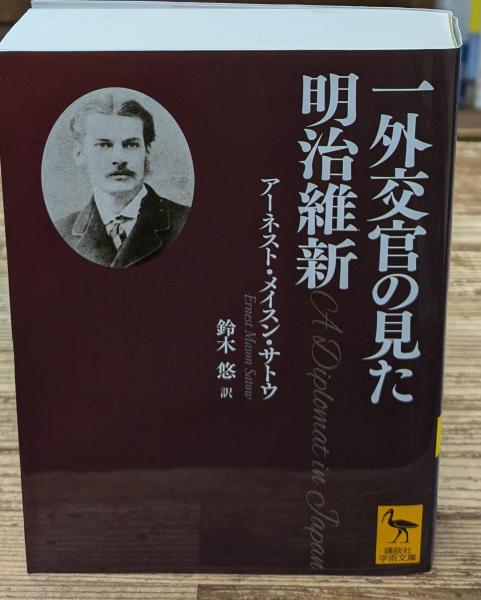 一外交官の見た
明治維新
A Diplomat in Japan
アーネスト・メイスン・サトウ
Ernest Mason Satow
鈴木 悠 訳
講談社
学術文庫